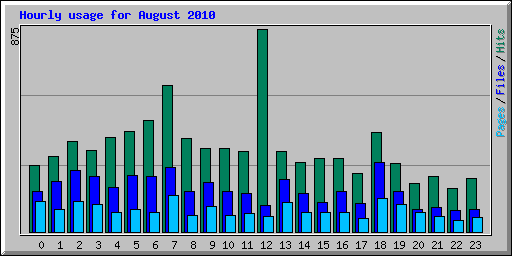 Hourly usage for August 2010
875
Pages / Files / Hits
0 1 2 3 4 5 6 7 8 9 10 11 12 13 14 15 16 17 18 19 20 21 22 23